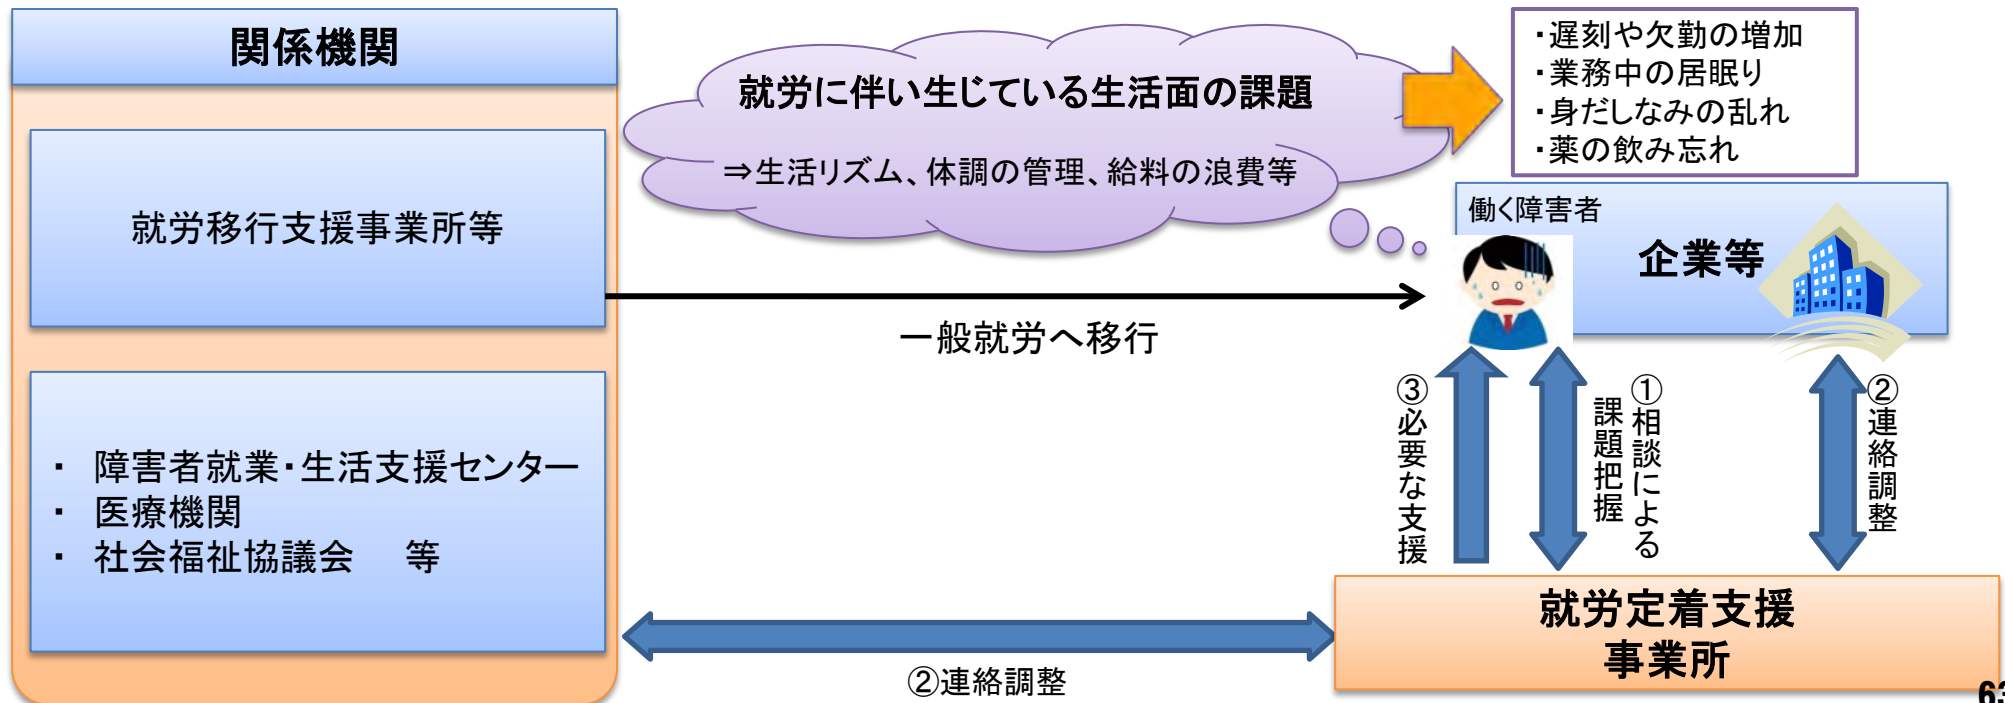 関係機関
就労移行支援事業所等
・ 障害者就業・生活支援センター
・ 医療機関
・ 社会福祉協議会 等
就労に伴い生じている生活面の課題
⇒生活リズム、体調の管理、給料の浪費等
・遅刻や欠勤の増加
・業務中の居眠り
・身だしなみの乱れ
・薬の飲み忘れ
働く障害者
企業等
一般就労へ移行
③必要な支援
①相談による
課題把握
②連絡調整
就労定着支援
事業所
②連絡調整
63